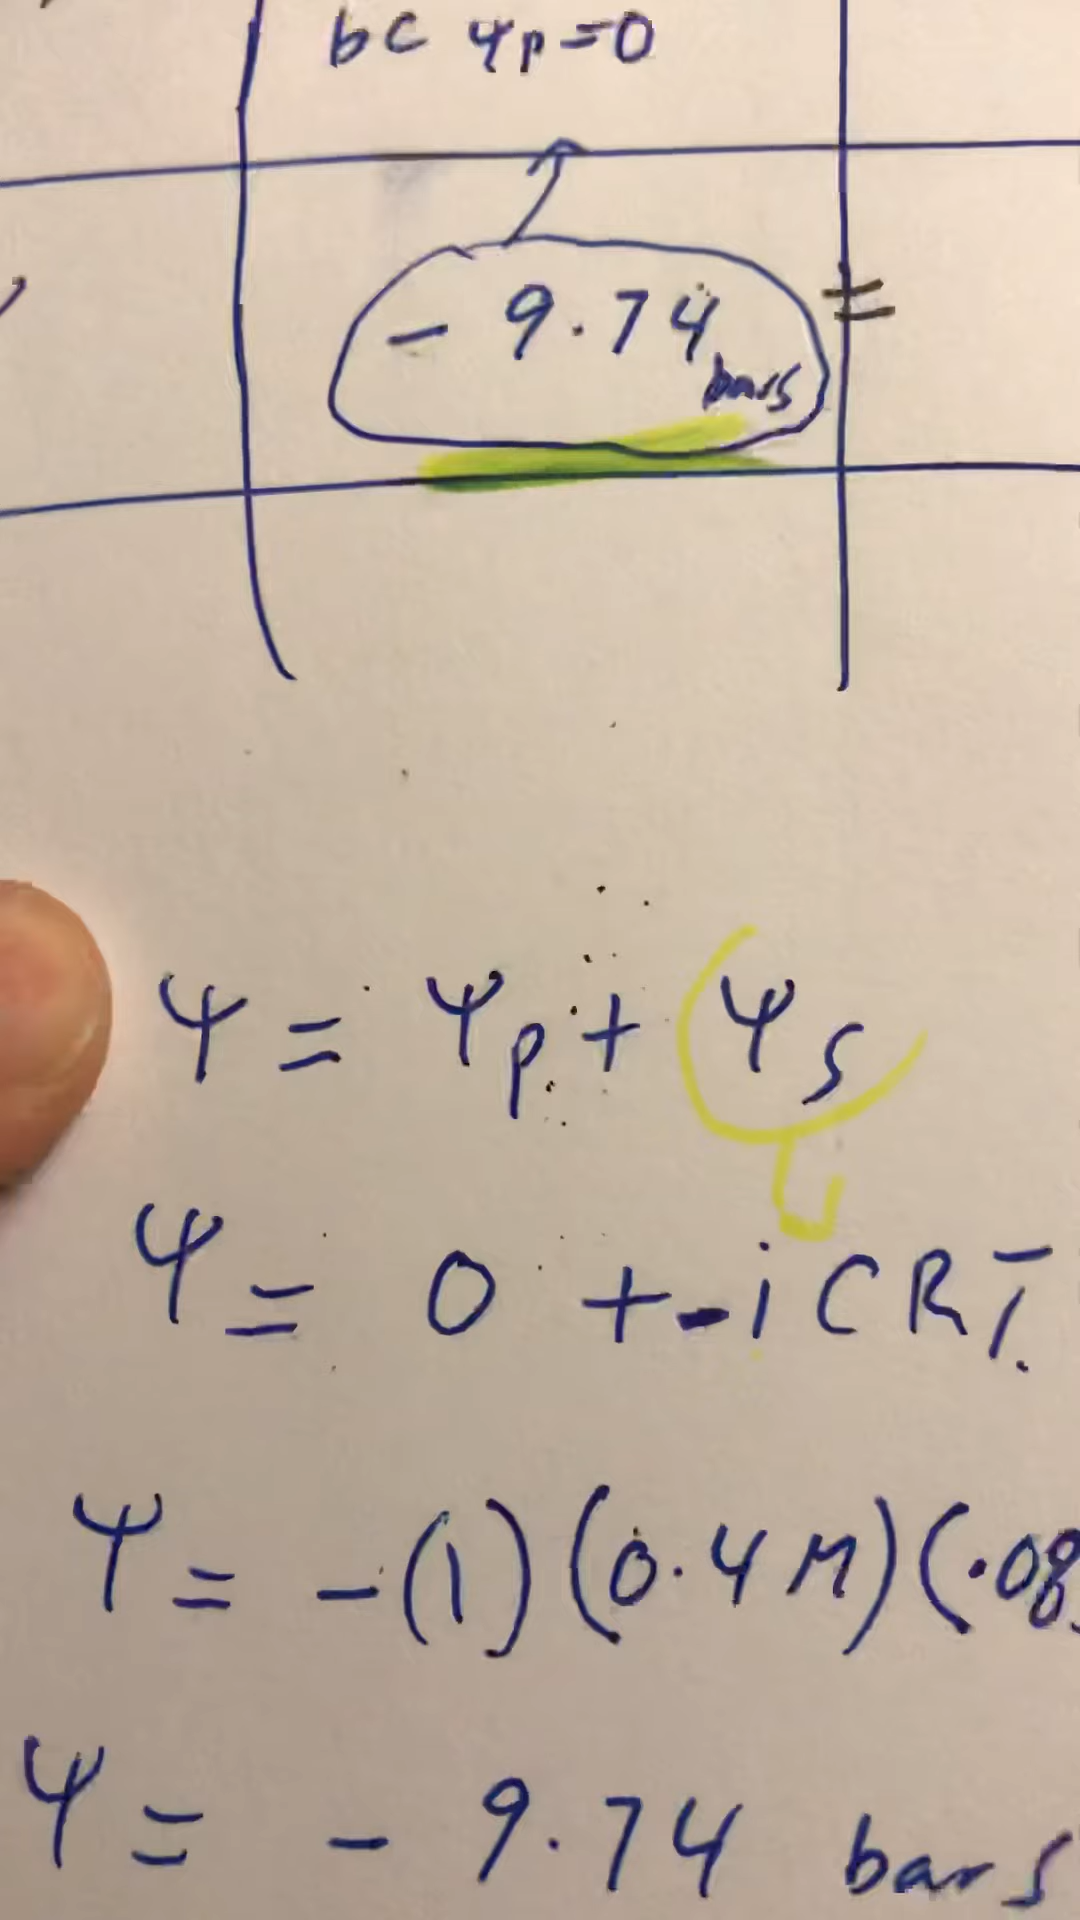 bc Ψp=0
- 9.74
bars
Ψ = Ψp + Ψs
Ψ = 0 + -iCRT.
Ψ = -(1)(0.4M)(.08
Ψ = - 9.74 bars